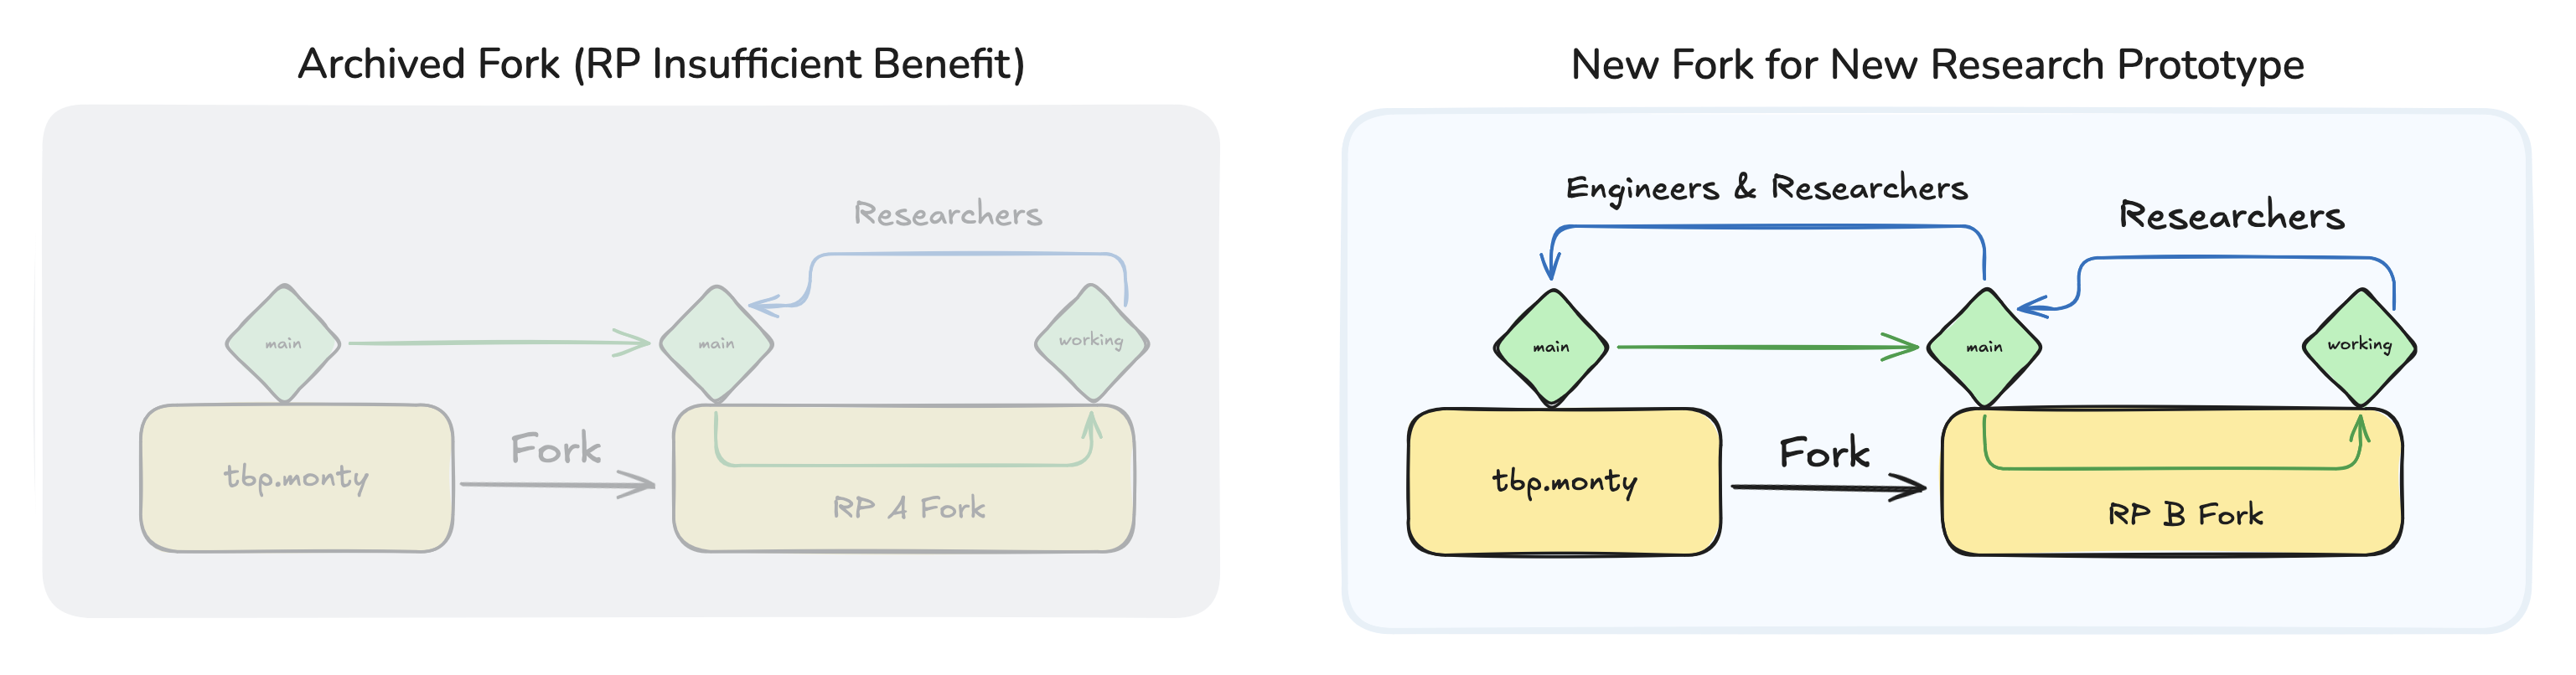 Archived Fork (RP Insufficient Benefit)
Researchers
main
main
working
tbp.monty
Fork
RP A Fork
New Fork for New Research Prototype
Engineers & Researchers
Researchers
main
main
working
tbp.monty
Fork
RP B Fork